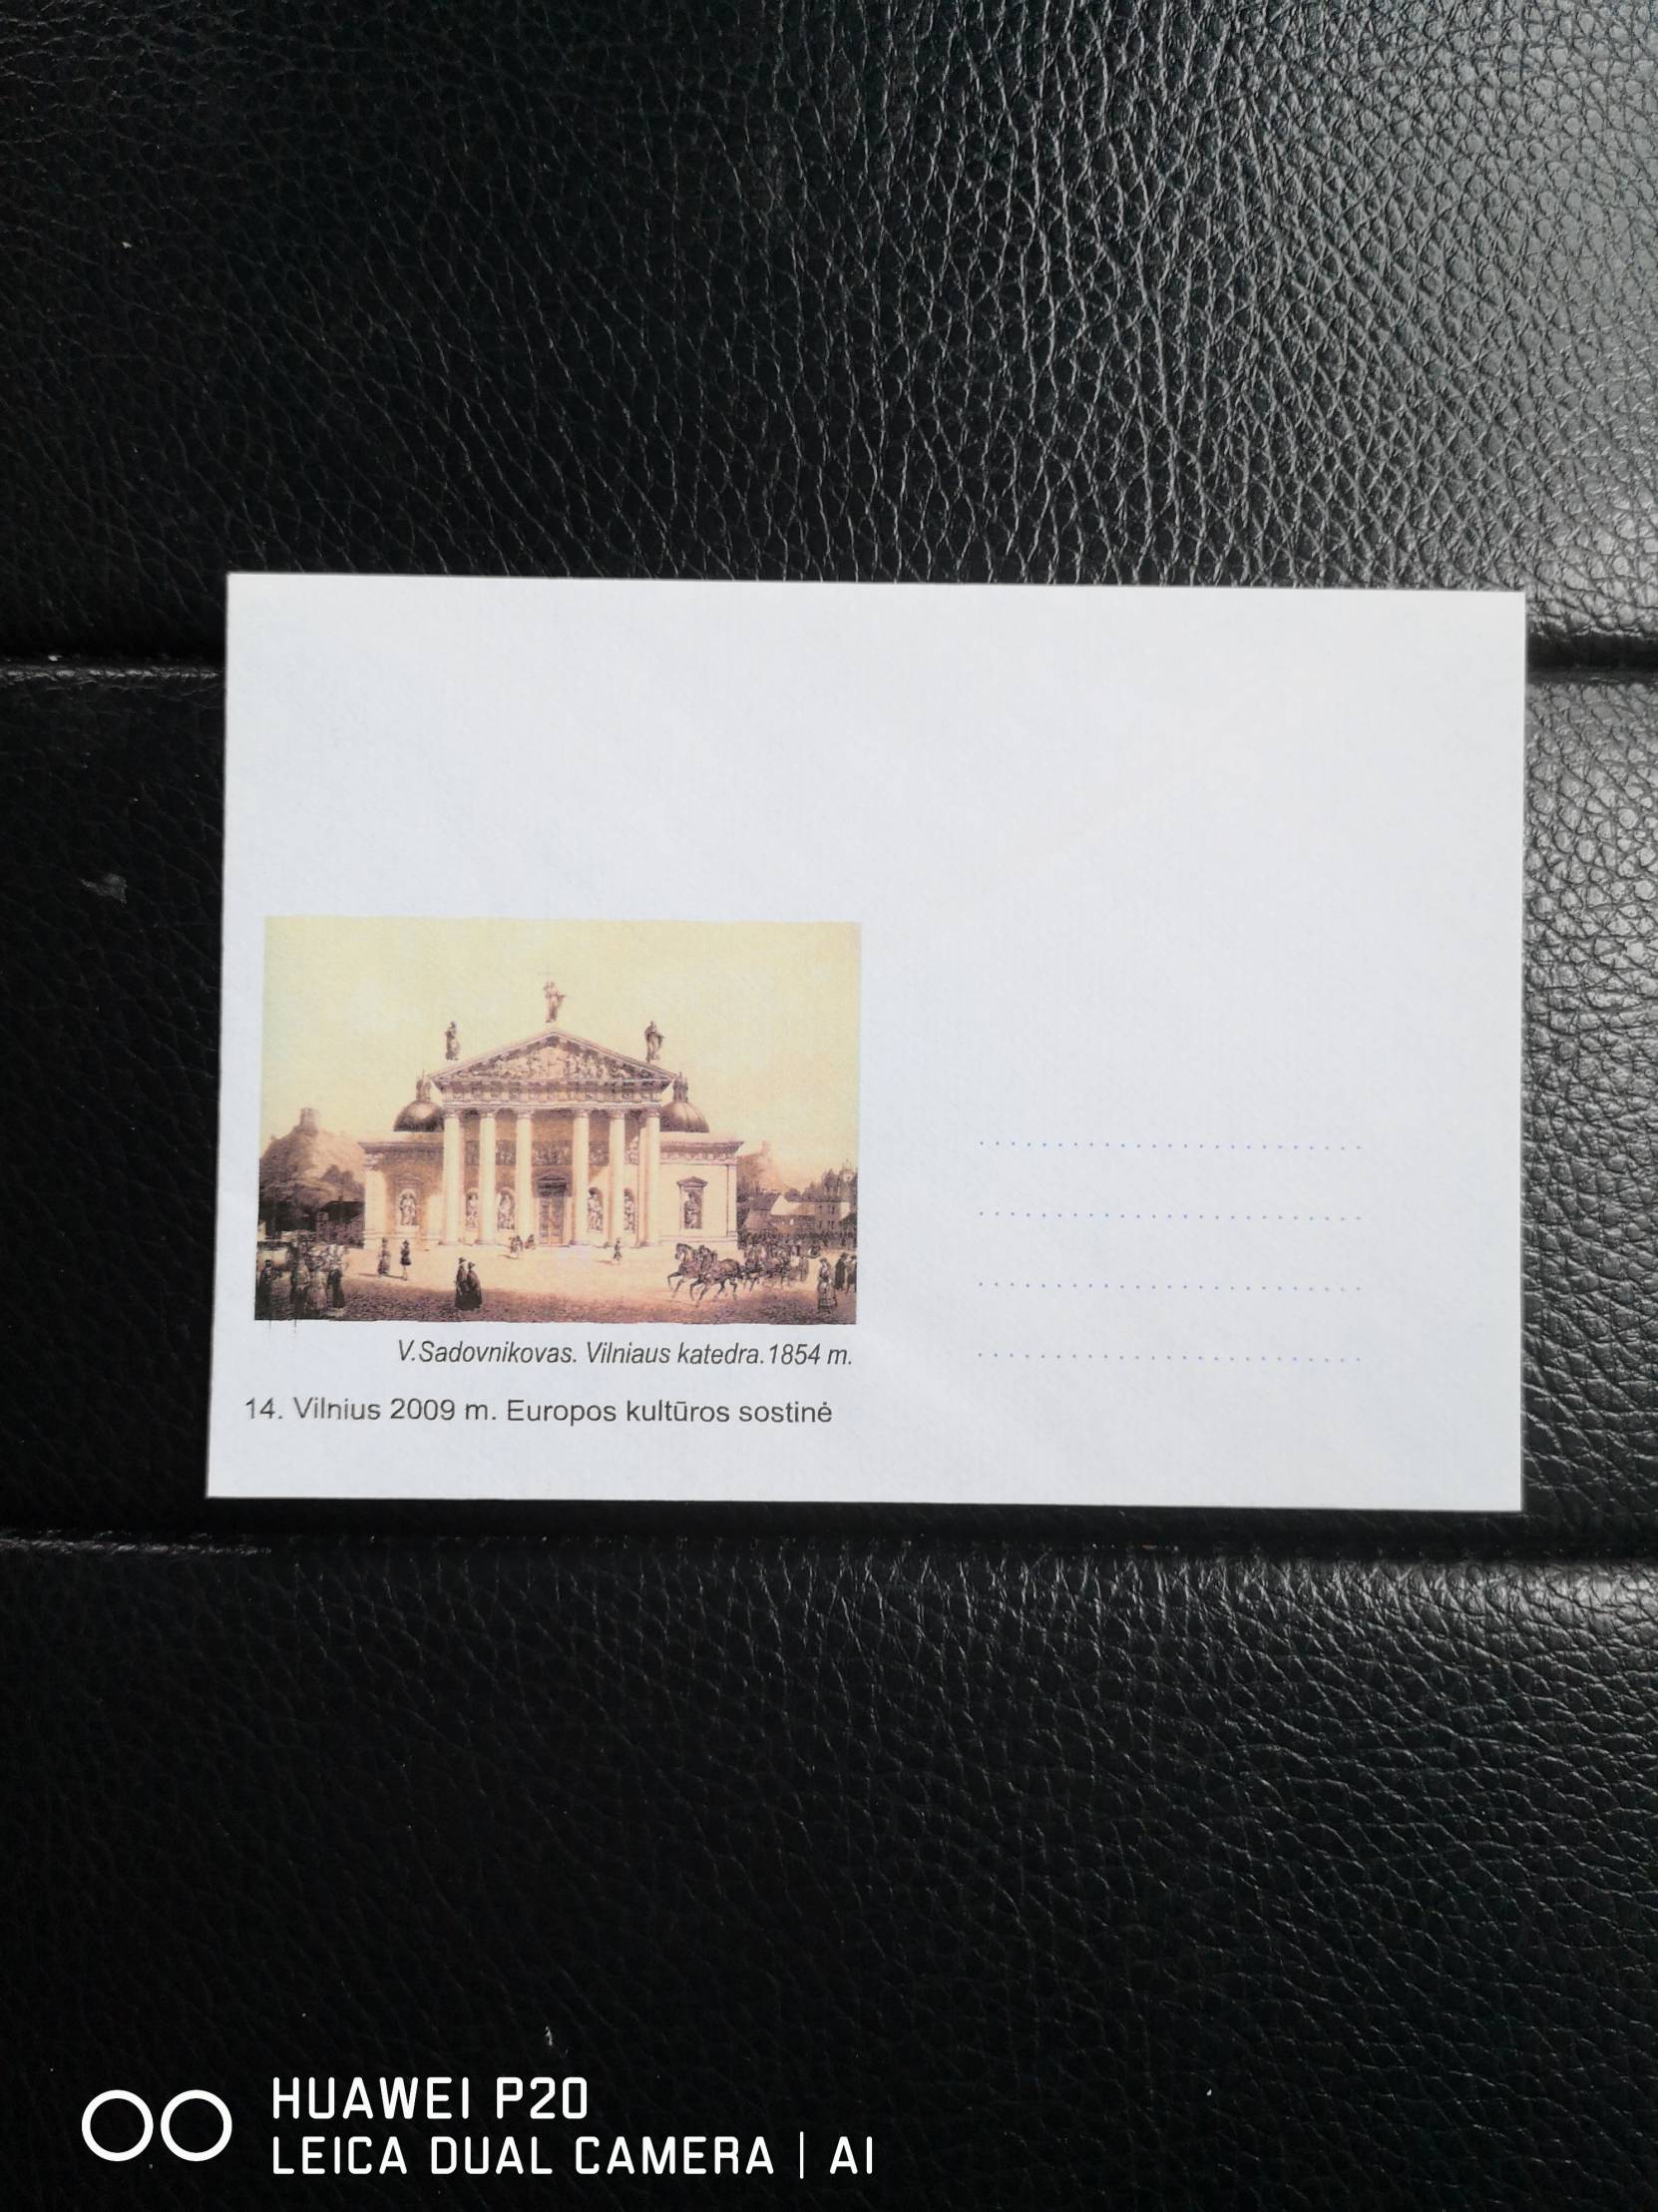 V.Sadovnikovas. Vilniaus katedra.1854 m.
14. Vilnius 2009 m. Europos kultūros sostinė
HUAWEI P20
LEICA DUAL CAMERA | AI